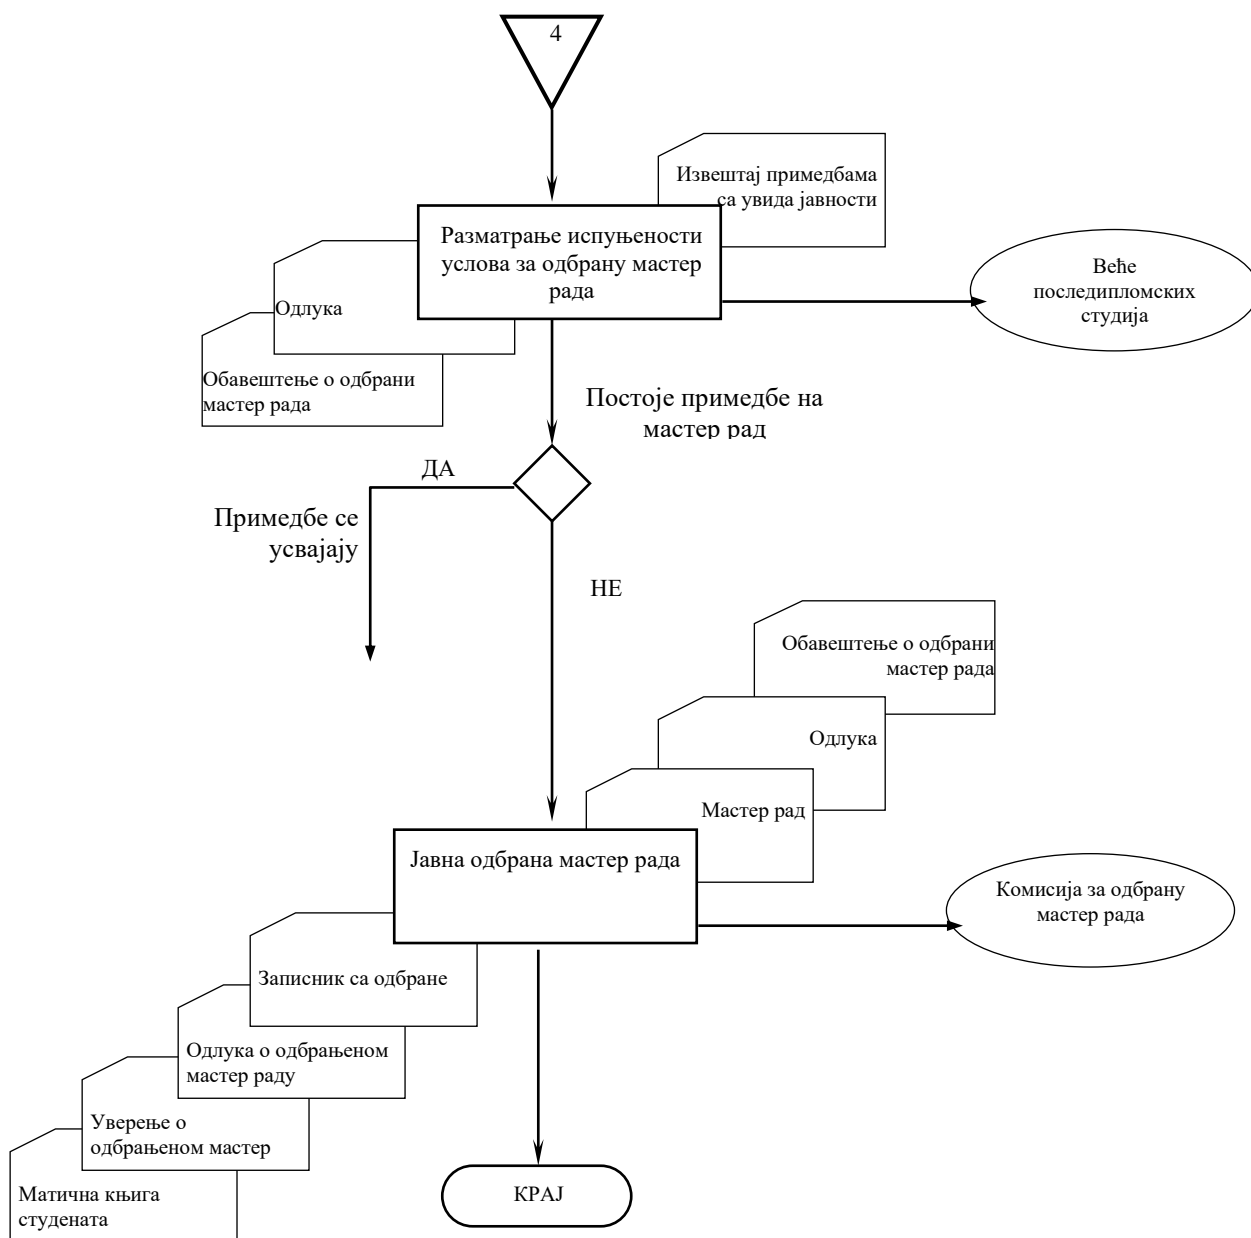 4
Извештај примедбама
са увида јавности
Разматрање испуњености
услова за одбрану мастер
рада
Веће
последипломских
студија
Одлука
Обавештење о одбрани
мастер рада
Постоје примедбе на
мастер рад
ДА
Примедбе се
усвајају
НЕ
Обавештење о одбрани
мастер рада
Одлука
Мастер рад
Јавна одбрана мастер рада
Комисија за одбрану
мастер рада
Записник са одбране
Одлука о одбрањеном
мастер раду
Уверење о
одбрањеном мастер
Матична књига
студената
КРАЈ